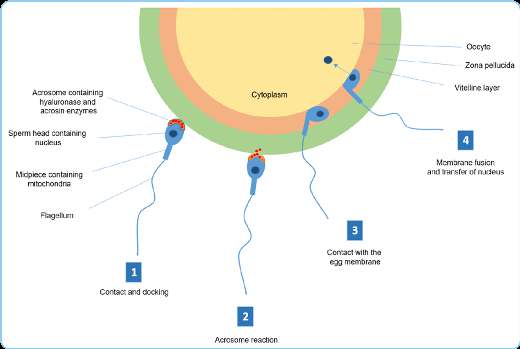 Oocyte
Zona pellucida
Vitelline layer
Cytoplasm
Acrosome containing
hyaluronase and
acrosin enzymes
Sperm head containing
nucleus
Midpiece containing
mitochondria
Flagellum
1
Contact and docking
2
Acrosome reaction
3
Contact with the
egg membrane
4
Membrane fusion
and transfer of nucleus